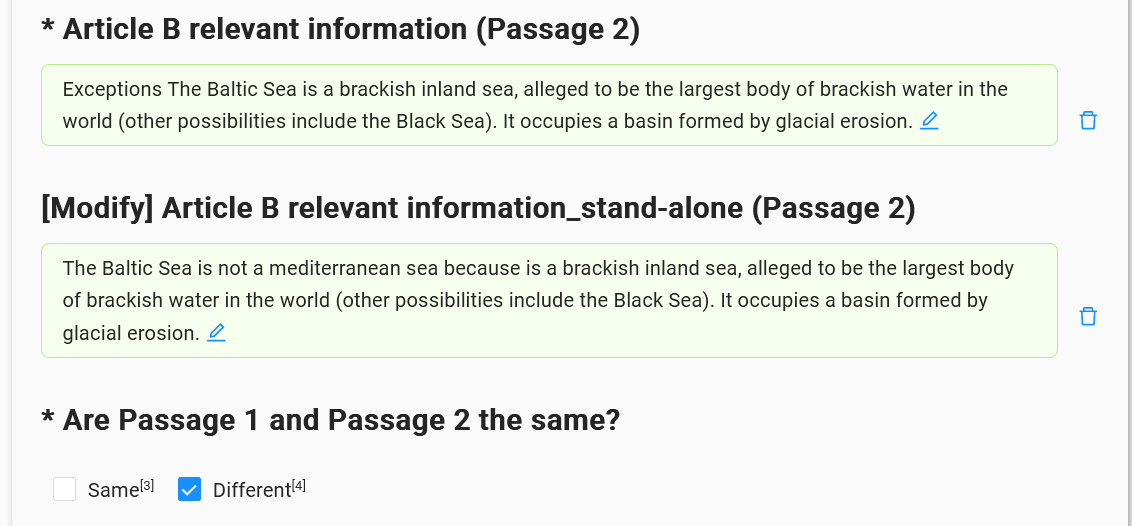 * Article B relevant information (Passage 2)
Exceptions The Baltic Sea is a brackish inland sea, alleged to be the largest body of brackish water in the
world (other possibilities include the Black Sea). It occupies a basin formed by glacial erosion.
[Modify] Article B relevant information_stand-alone (Passage 2)
The Baltic Sea is not a mediterranean sea because is a brackish inland sea, alleged to be the largest body
of brackish water in the world (other possibilities include the Black Sea). It occupies a basin formed by
glacial erosion.
* Are Passage 1 and Passage 2 the same?
Same[3] Different[4]